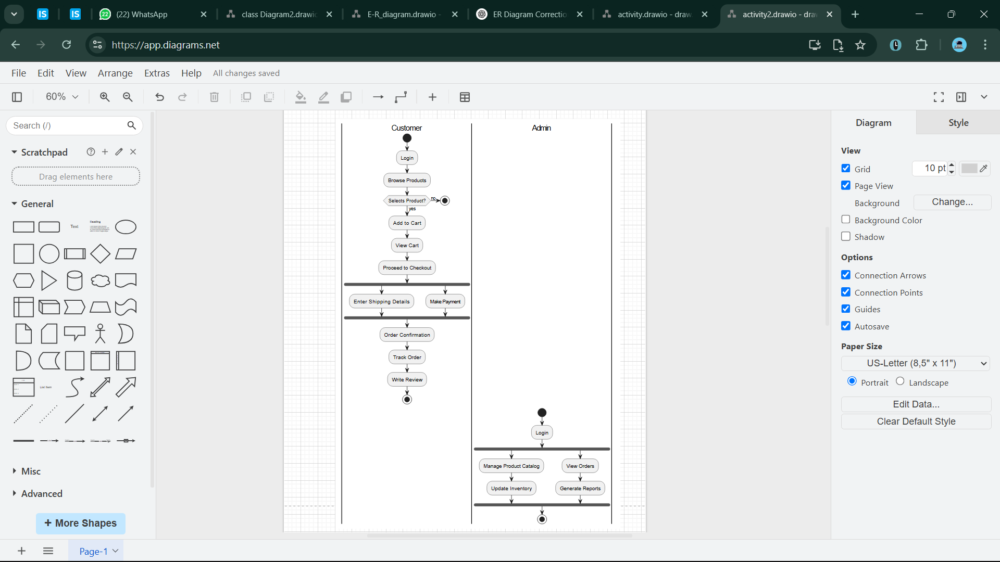 (22) WhatsApp
class Diagram2.drawio
E-R_diagram.drawio -
ER Diagram Correctio
activity.drawio - draw.
activity2.drawio - draw
https://app.diagrams.net
File Edit View Arrange Extras Help All changes saved
60%
Search (/)
Scratchpad
Drag elements here
General
Text
Heading
List Item
Misc
Advanced
+ More Shapes
Page-1
Customer
Login
Browse Products
Selects Product?
no
yes
Add to Cart
View Cart
Proceed to Checkout
Enter Shipping Details
Make Payment
Order Confirmation
Track Order
Write Review
Admin
Login
Manage Product Catalog
View Orders
Update Inventory
Generate Reports
Diagram
Style
View
Grid
10 pt
Page View
Background
Change...
Background Color
Shadow
Options
Connection Arrows
Connection Points
Guides
Autosave
Paper Size
US-Letter (8,5" x 11")
Portrait
Landscape
Edit Data...
Clear Default Style